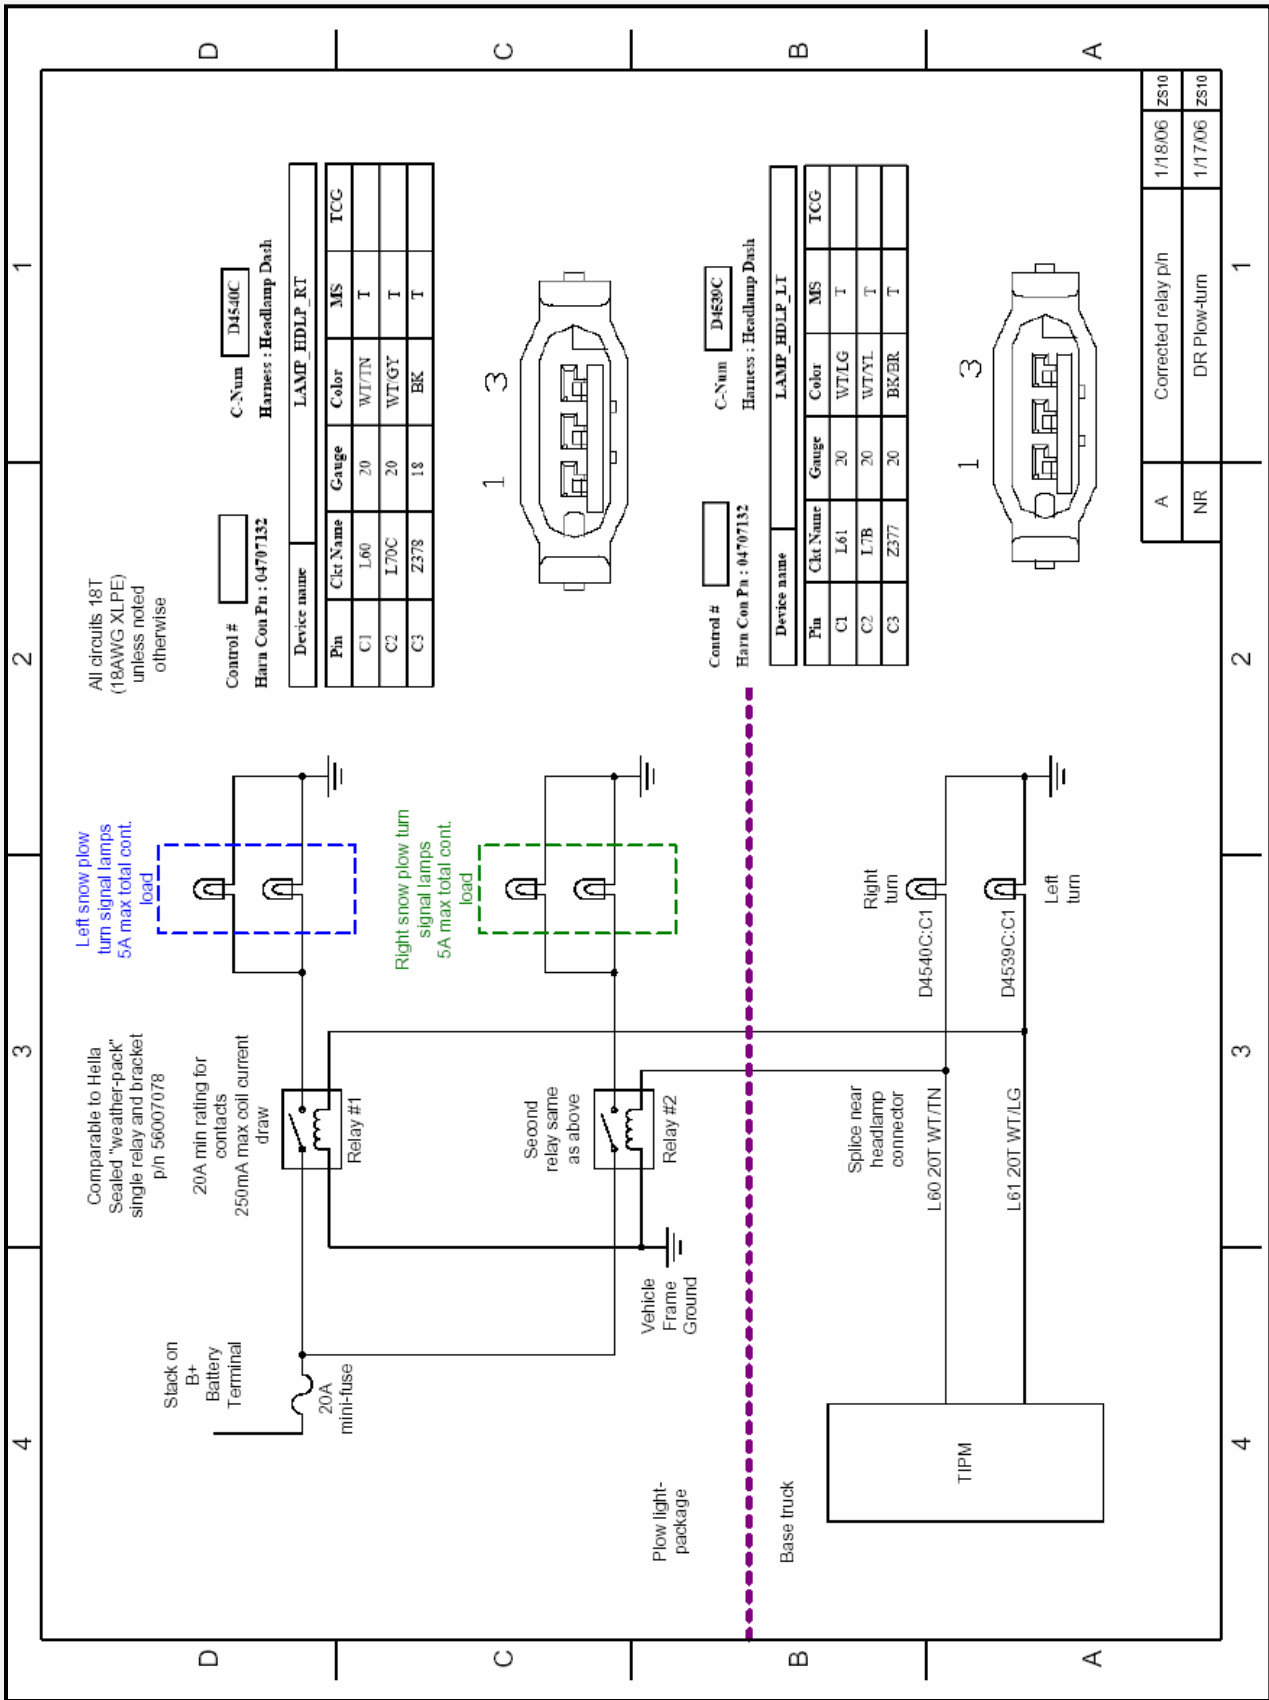 4
3
2
1
D
C
B
A
Stack on
B+
Battery
Terminal
20A
mini-fuse
Comparable to Hella
Sealed "weather-pack"
single relay and bracket
p/n 56007078
20A min rating for
contacts
250mA max coil current
draw
Relay #1
Left snow plow
turn signal lamps
5A max total cont.
load
Second
relay same
as above
Relay #2
Right snow plow turn
signal lamps
5A max total cont.
load
Vehicle
Frame
Ground
Plow light-
package
Base truck
TIPM
Splice near
headlamp
connector
L60 20T WT/TN
L61 20T WT/LG
D4540C:C1
D4539C:C1
Right
turn
Left
turn
All circuits 18T
(18AWG XLPE)
unless noted
otherwise
Control # C-Num D4540C
Harn Con Pn : 04707132 Harness : Headlamp Dash
Device name LAMP_HDLP_RT
Pin Ckt Name Gauge Color MS TCG
C1 L60 20 WT/TN T
C2 L70C 20 WT/GY T
C3 Z378 18 BK T
1 3
Control # C-Num D4539C
Harn Con Pn : 04707132 Harness : Headlamp Dash
Device name LAMP_HDLP_LT
Pin Ckt Name Gauge Color MS TCG
C1 L61 20 WT/LG T
C2 L7B 20 WT/YL T
C3 Z377 20 BK/BR T
1 3
A Corrected relay p/n 1/18/06 ZS10
NR DR Plow-turn 1/17/06 ZS10
4
3
2
1
D
C
B
A